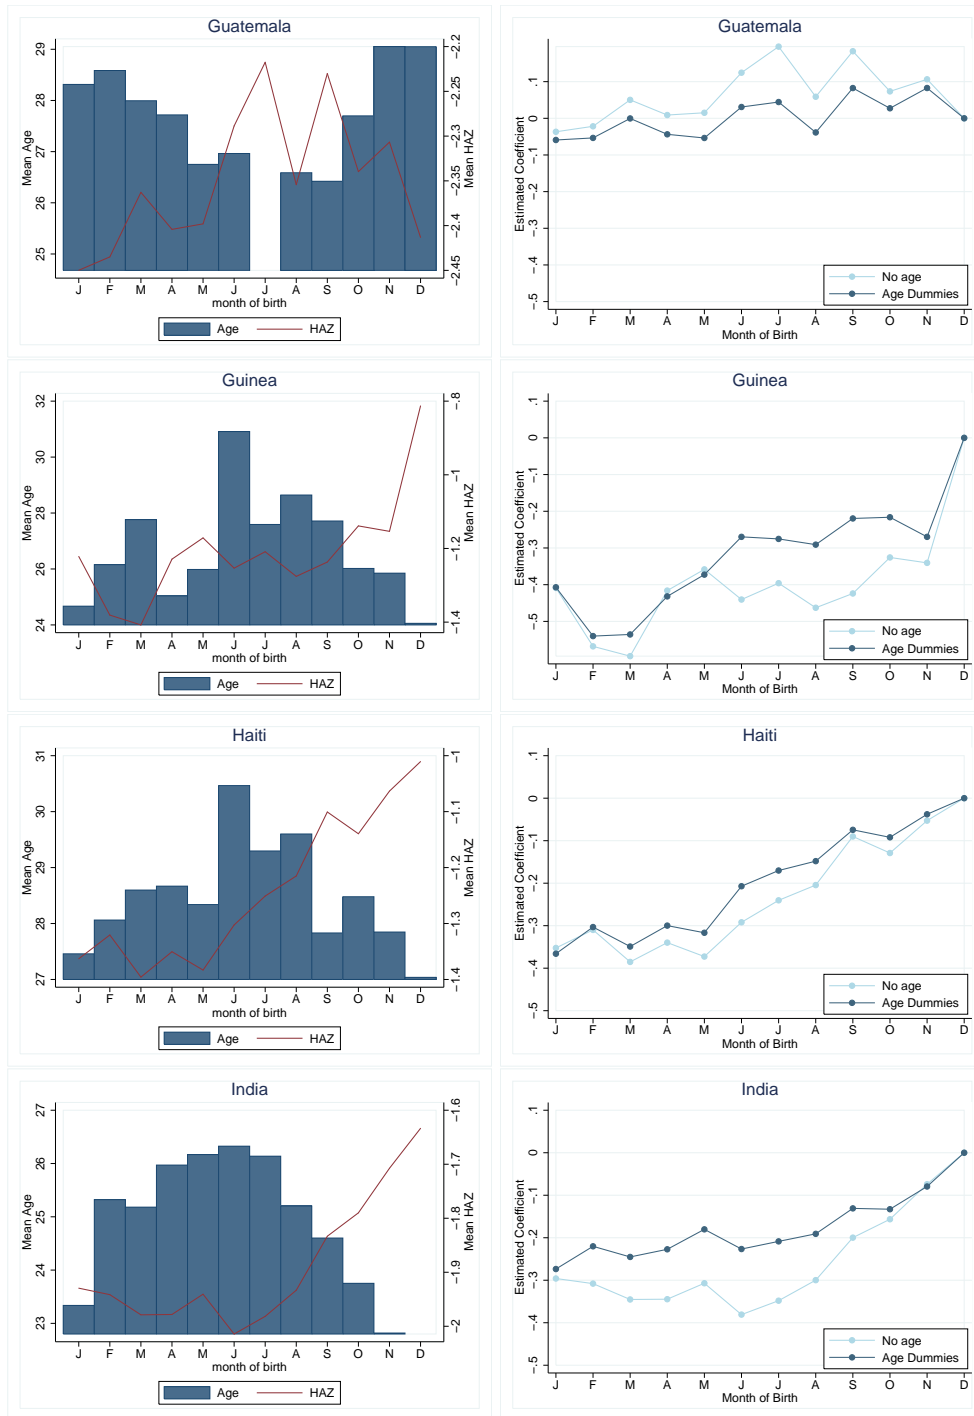 Guatemala
Mean Age
29
28
27
26
25
-2.2
-2.25
-2.3
-2.35
-2.4
-2.45
Mean HAZ
J F M A M J J A S O N D
month of birth
Age HAZ
Guatemala
Estimated Coefficient
.1
0
-.1
-.2
-.3
-.4
-.5
No age
Age Dummies
J F M A M J J A S O N D
Month of Birth
Guinea
Mean Age
32
30
28
26
24
-.8
-1
-1.2
-1.4
Mean HAZ
J F M A M J J A S O N D
month of birth
Age HAZ
Guinea
Estimated Coefficient
.1
0
-.1
-.2
-.3
-.4
-.5
No age
Age Dummies
J F M A M J J A S O N D
Month of Birth
Haiti
Mean Age
31
30
29
28
27
-1
-1.1
-1.2
-1.3
-1.4
Mean HAZ
J F M A M J J A S O N D
month of birth
Age HAZ
Haiti
Estimated Coefficient
.1
0
-.1
-.2
-.3
-.4
-.5
No age
Age Dummies
J F M A M J J A S O N D
Month of Birth
India
Mean Age
27
26
25
24
23
-1.6
-1.7
-1.8
-1.9
-2
Mean HAZ
J F M A M J J A S O N D
month of birth
Age HAZ
India
Estimated Coefficient
.1
0
-.1
-.2
-.3
-.4
-.5
No age
Age Dummies
J F M A M J J A S O N D
Month of Birth